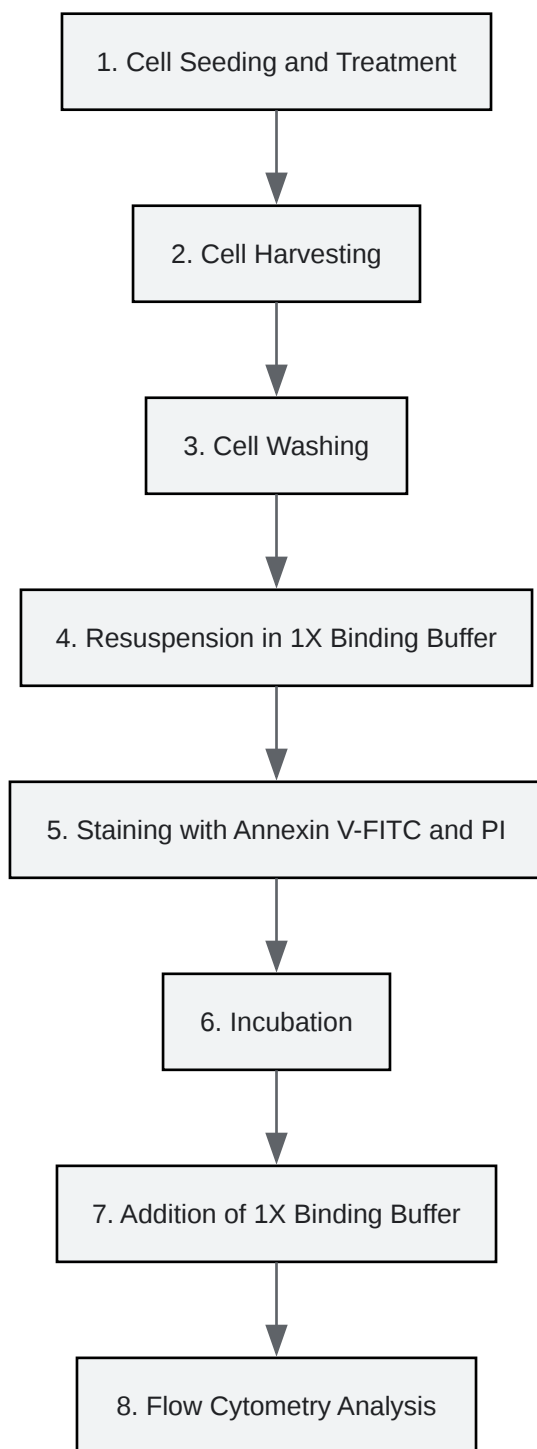 1. Cell Seeding and Treatment
2. Cell Harvesting
3. Cell Washing
4. Resuspension in 1X Binding Buffer
5. Staining with Annexin V-FITC and PI
6. Incubation
7. Addition of 1X Binding Buffer
8. Flow Cytometry Analysis